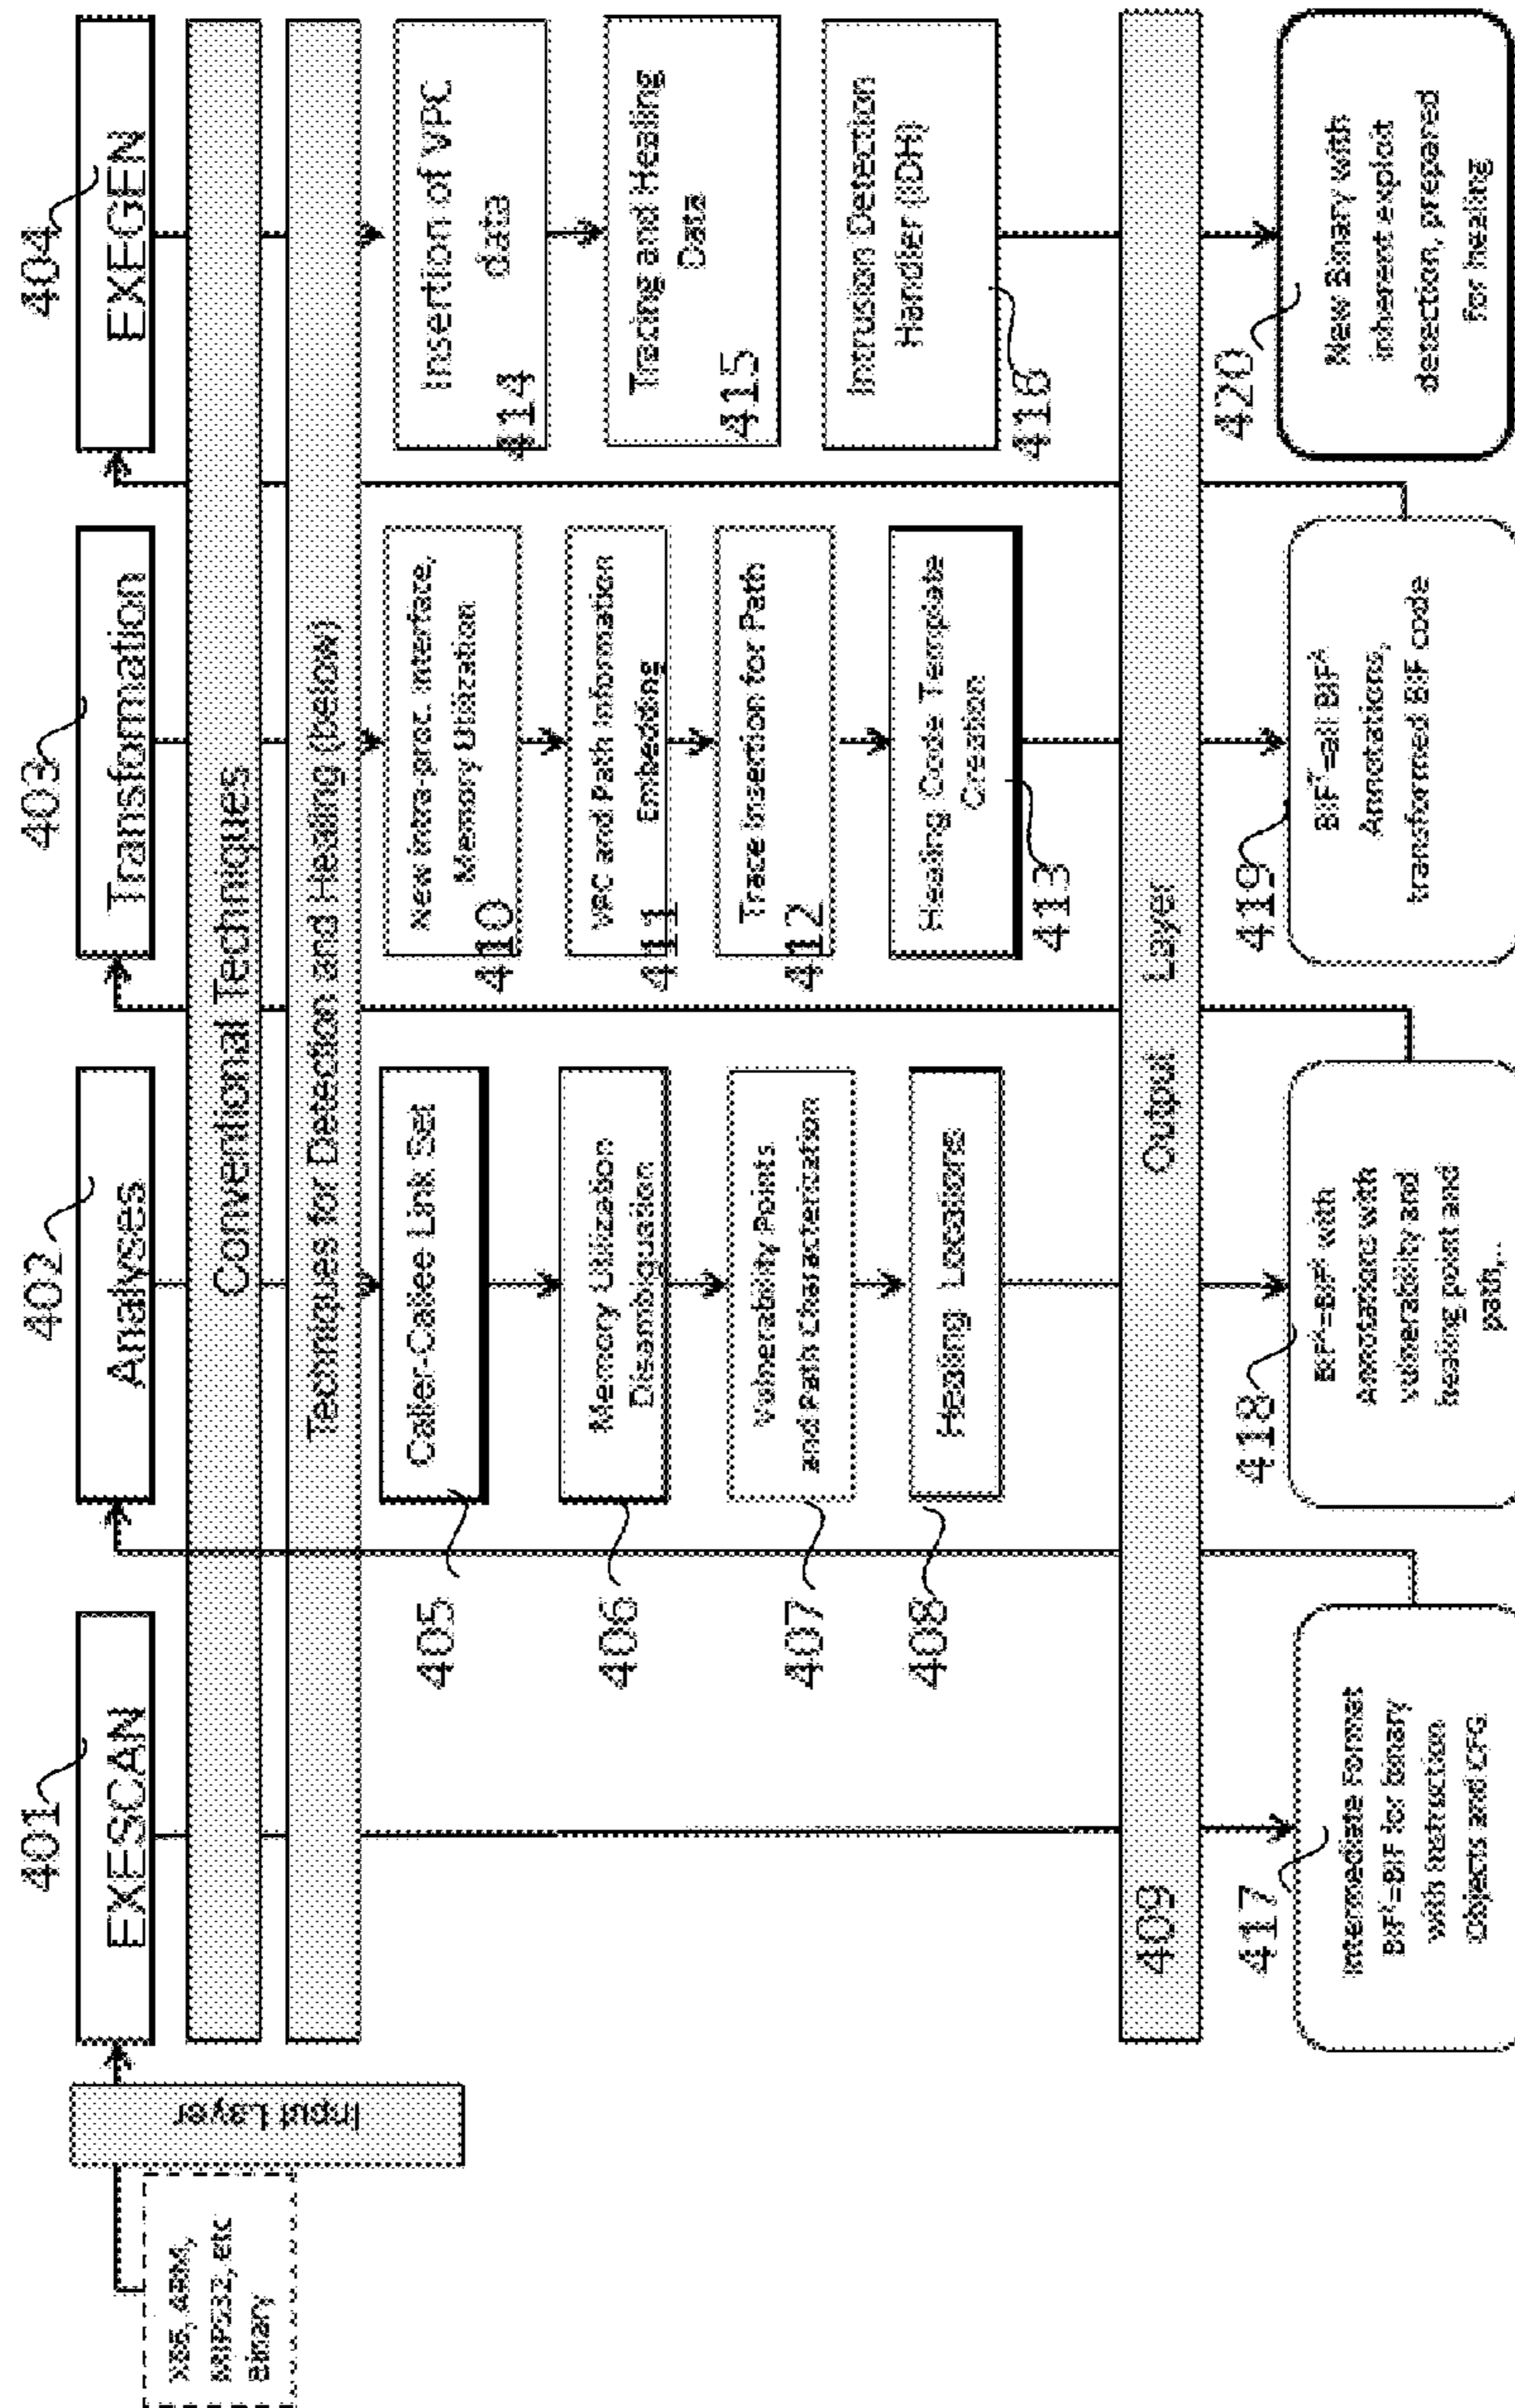 401
EXESCAN
402
Analyses
403
Transformation
404
EXEGEN
X86, ARM,
MIPS32, etc
Binary
Input Layer
Conventional Techniques
Techniques for Detection and Healing (below)
405
Caller-Callee Link Set
406
Memory Utilization
Disambiguation
407
Vulnerability Points
and Path Characterization
408
Healing Locations
New intra-proc. interface,
Memory Utilization
410
VPC and Path Information
Embedding
411
Trace Insertion for Path
412
Healing Code Template
Creation
413
Insertion of VPC
data
414
Tracing and Healing
Data
415
Intrusion Detection
Handler (IDH)
416
409
Output Layer
417
Intermediate Format
BIFᴵ=BIF for binary
with Instruction
Objects and CFG
418
BIFᴬ=BIFᴵ with
Annotations with
vulnerability and
healing point and
path,..
419
BIFᵀ=all BIFᴬ
Annotations,
transformed BIF code
420
New Binary with
inherent exploit
detection, prepared
for healing